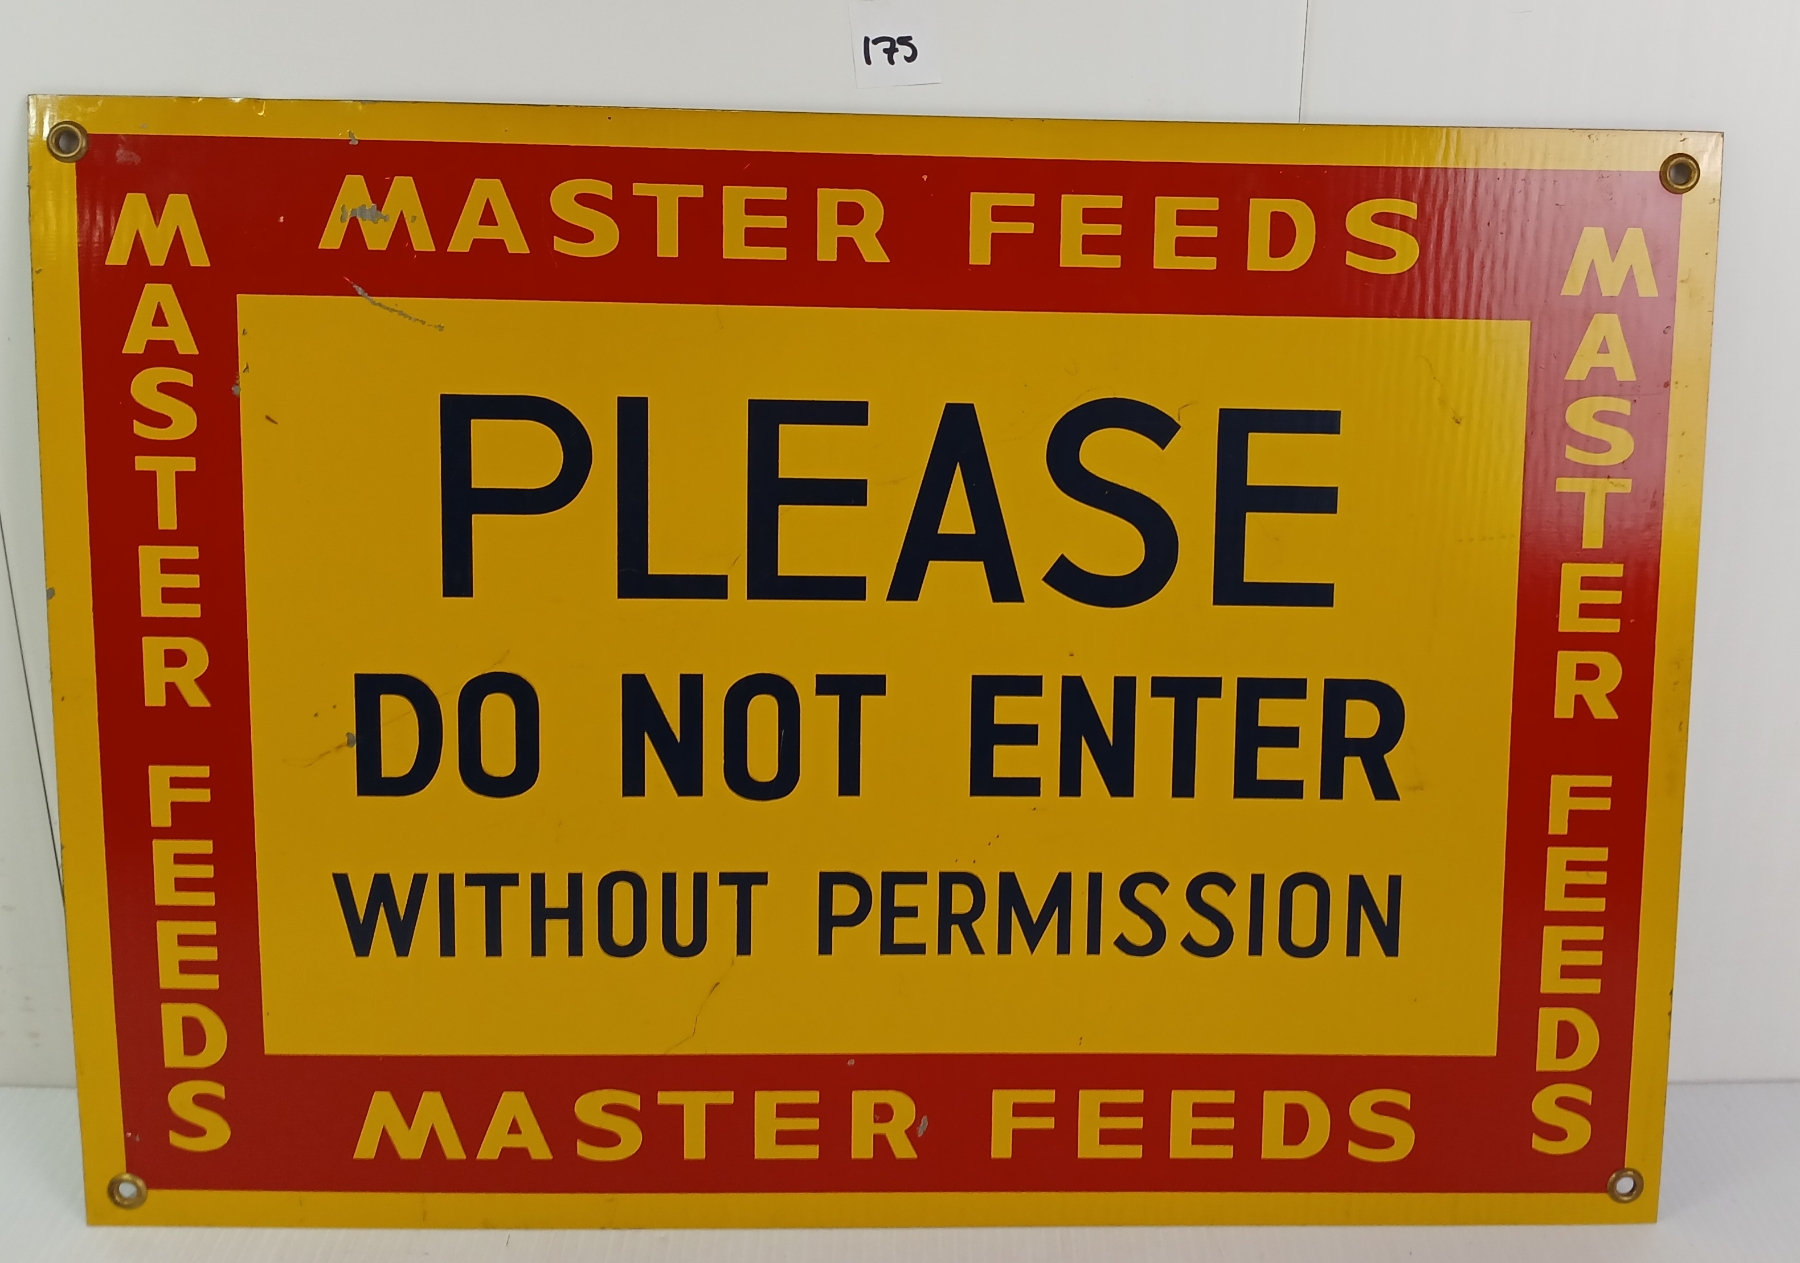 175
MASTER FEEDS
MASTER FEEDS
MASTER FEEDS
PLEASE
DO NOT ENTER
WITHOUT PERMISSION
MASTER FEEDS